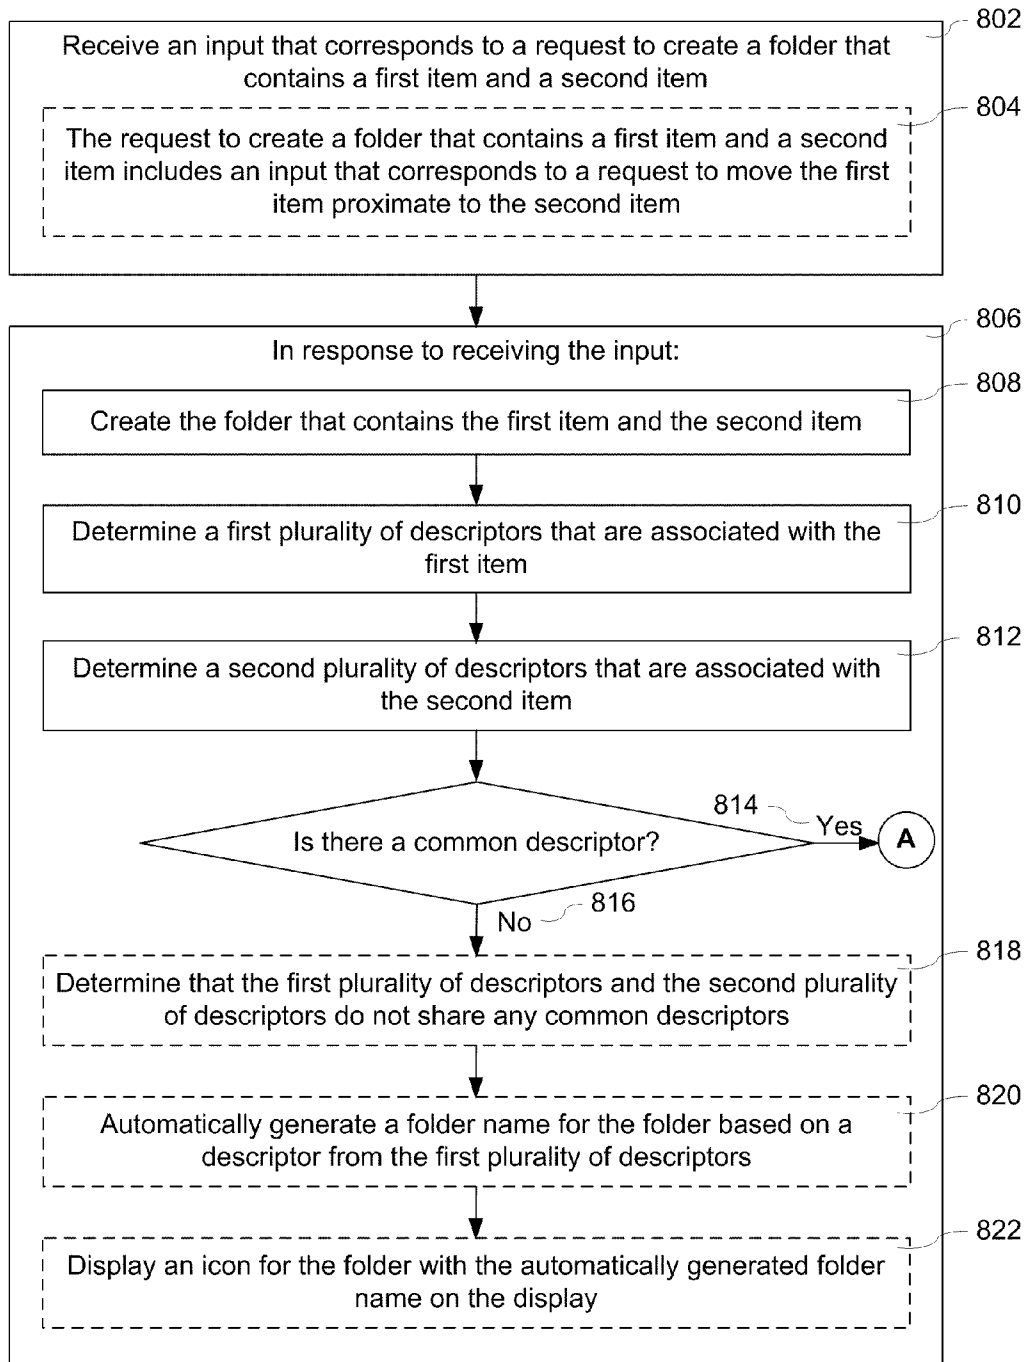 802
Receive an input that corresponds to a request to create a folder that
contains a first item and a second item
804
The request to create a folder that contains a first item and a second
item includes an input that corresponds to a request to move the first
item proximate to the second item
806
In response to receiving the input:
808
Create the folder that contains the first item and the second item
810
Determine a first plurality of descriptors that are associated with the
first item
812
Determine a second plurality of descriptors that are associated with
the second item
814
Yes
A
Is there a common descriptor?
816
No
818
Determine that the first plurality of descriptors and the second plurality
of descriptors do not share any common descriptors
820
Automatically generate a folder name for the folder based on a
descriptor from the first plurality of descriptors
822
Display an icon for the folder with the automatically generated folder
name on the display